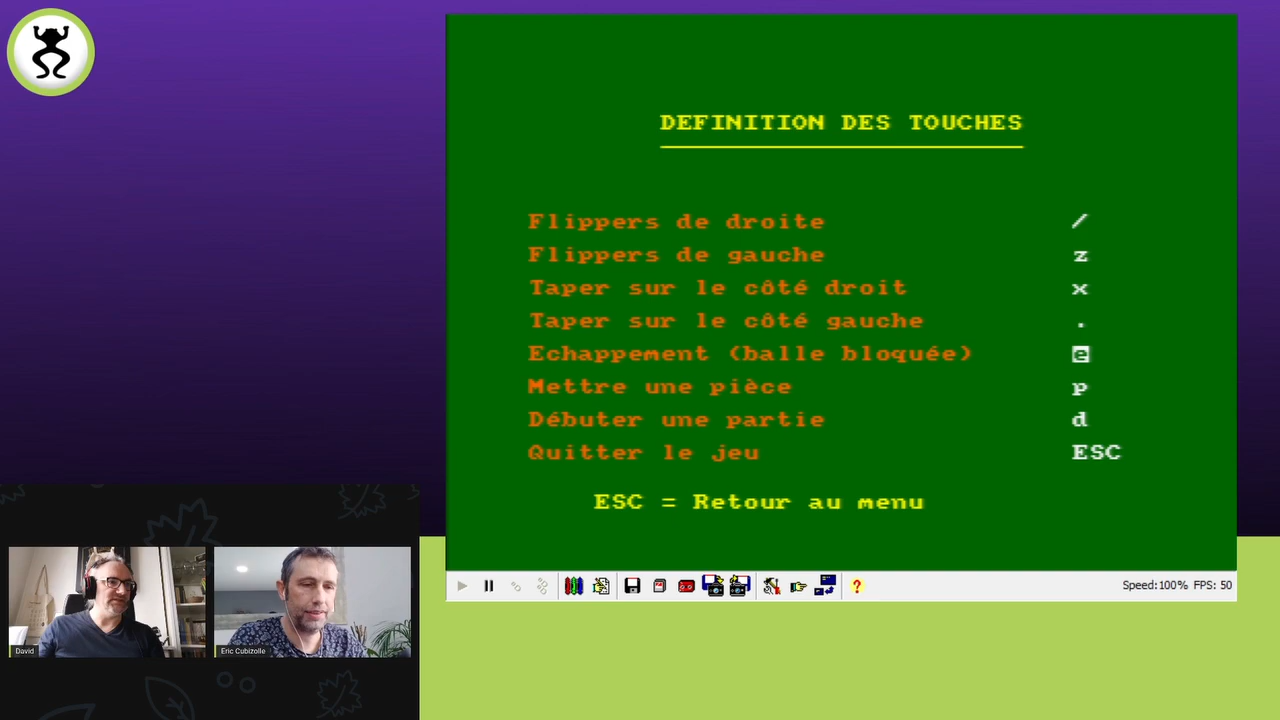 DEFINITION DES TOUCHES
Flippers de droite /
Flippers de gauche z
Taper sur le côté droit x
Taper sur le côté gauche .
Echappement (balle bloquée) e
Mettre une pièce p
Débuter une partie d
Quitter le jeu ESC
ESC = Retour au menu
Speed:100% FPS: 50
David
Eric Cubizolle